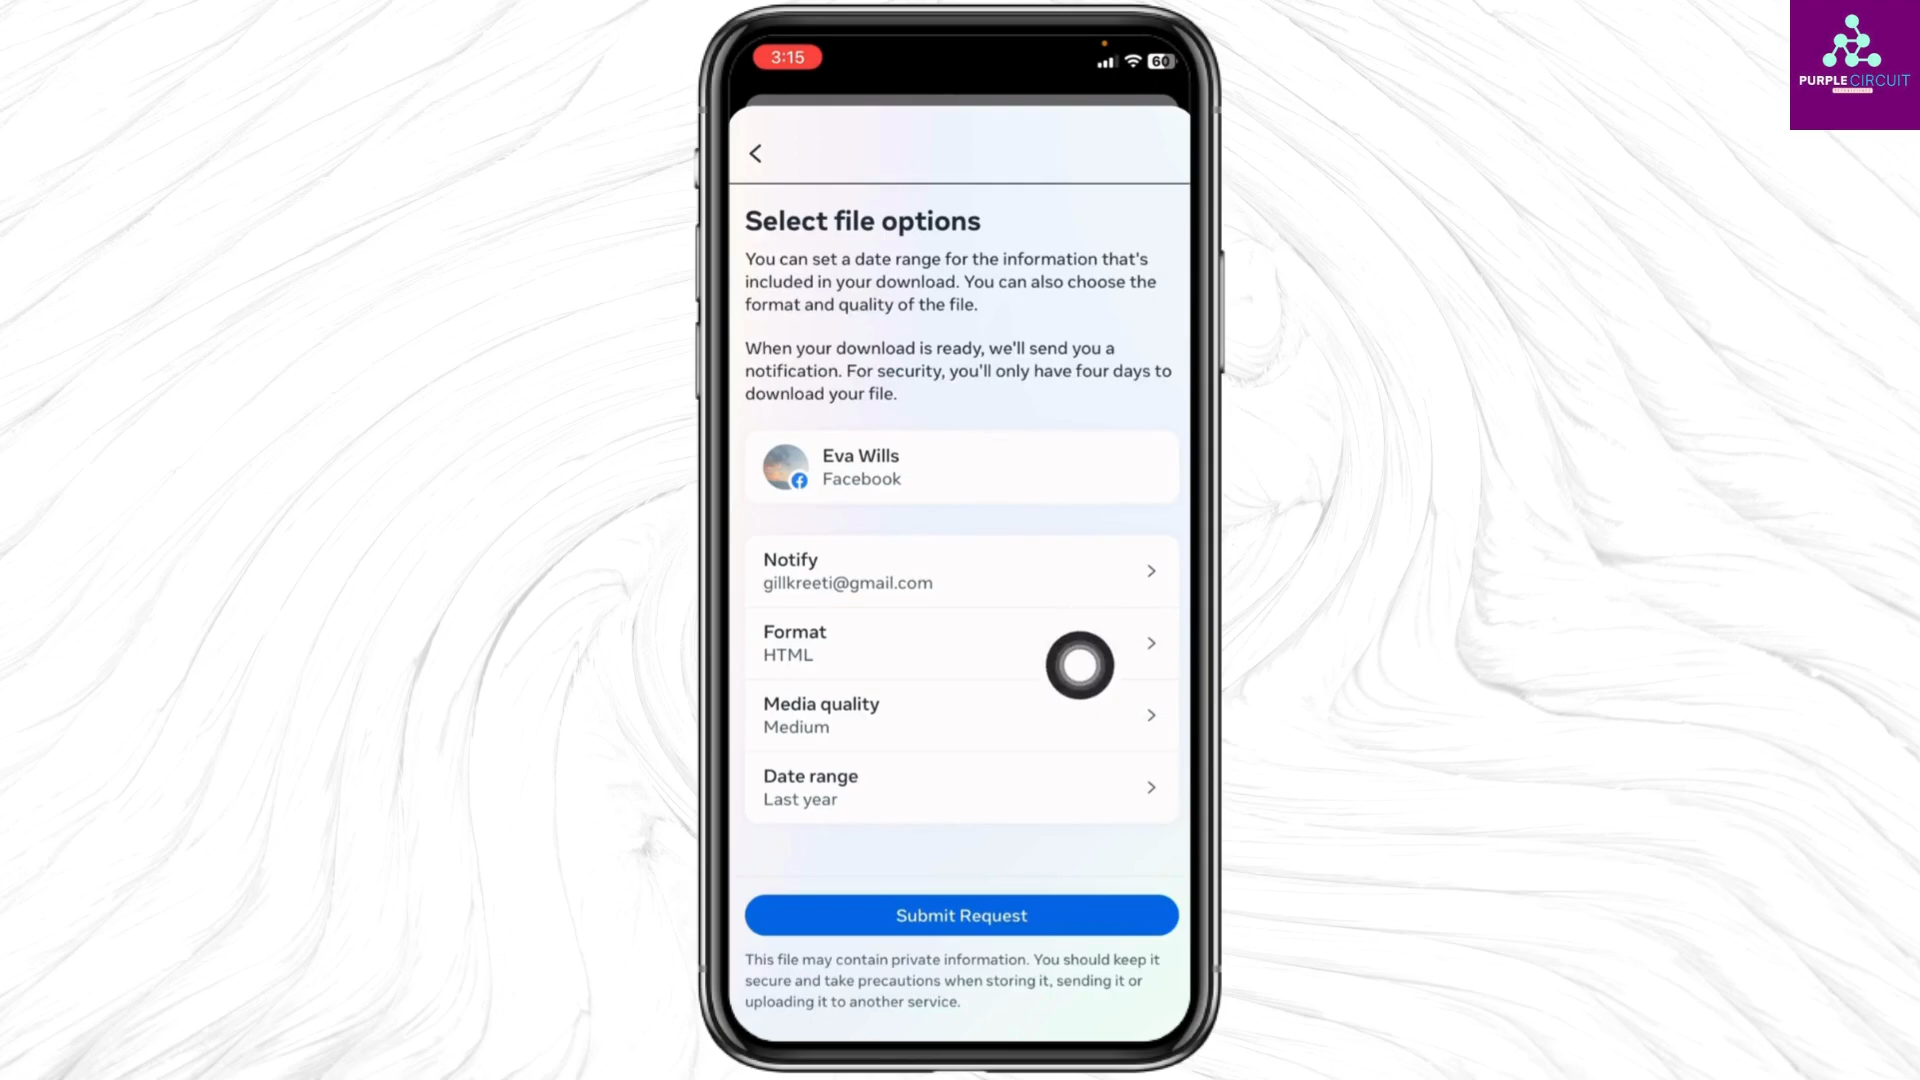 PURPLE CIRCUIT
3:15
60
Select file options
You can set a date range for the information that's
included in your download. You can also choose the
format and quality of the file.
When your download is ready, we'll send you a
notification. For security, you'll only have four days to
download your file.
Eva Wills
Facebook
Notify
gillkreeti@gmail.com
Format
HTML
Media quality
Medium
Date range
Last year
Submit Request
This file may contain private information. You should keep it
secure and take precautions when storing it, sending it or
uploading it to another service.